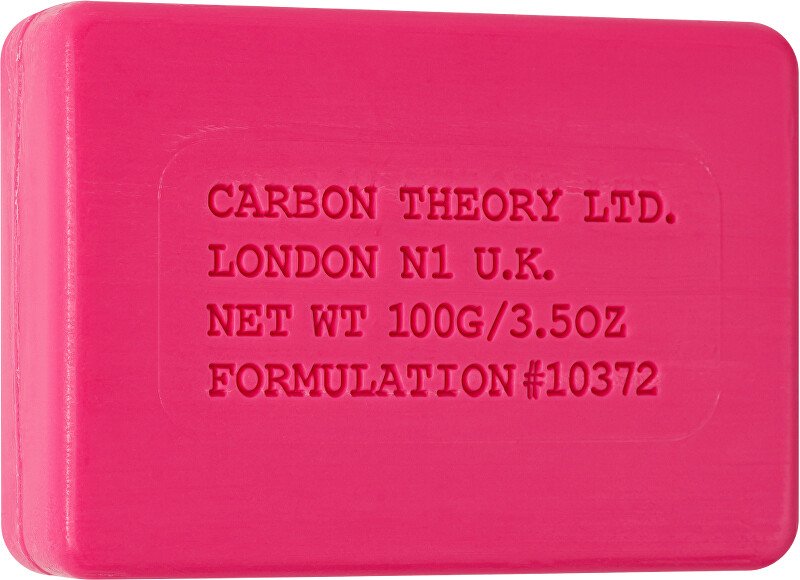 CARBON THEORY LTD.
LONDON N1 U.K.
NET WT 100G/3.5OZ
FORMULATION #10372